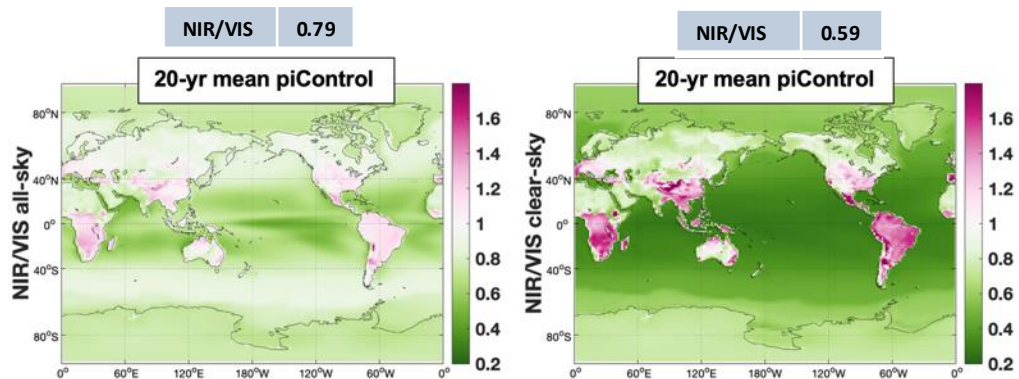 NIR/VIS 0.79
20-yr mean piControl
NIR/VIS all-sky
80°N
40°N
0°
40°S
80°S
0° 60°E 120°E 180°W 120°W 60°W 0°
1.6
1.4
1.2
1
0.8
0.6
0.4
0.2
NIR/VIS 0.59
20-yr mean piControl
NIR/VIS clear-sky
80°N
40°N
0°
40°S
80°S
0° 60°E 120°E 180°W 120°W 60°W 0°
1.6
1.4
1.2
1
0.8
0.6
0.4
0.2